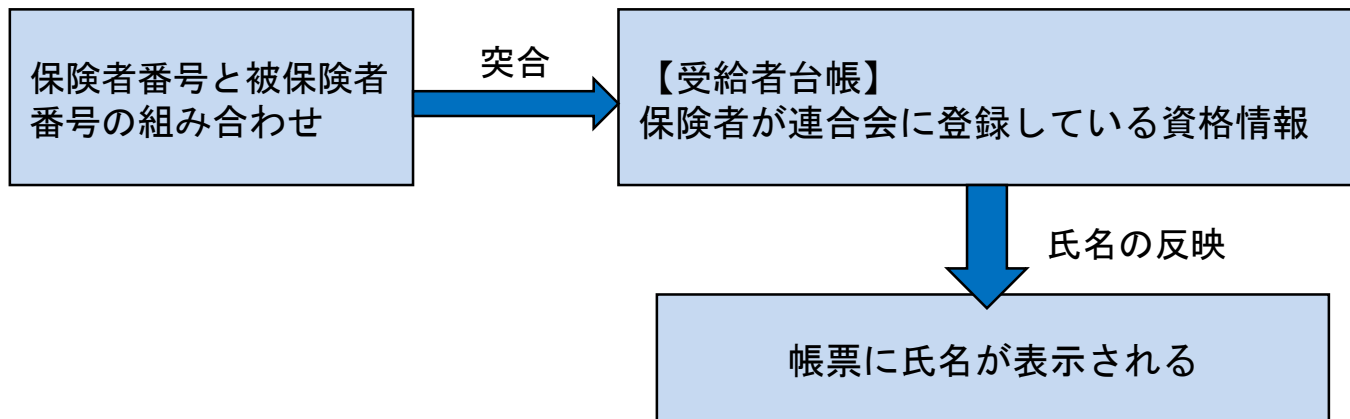 保険者番号と被保険者
番号の組み合わせ
突合
【受給者台帳】
保険者が連合会に登録している資格情報
氏名の反映
帳票に氏名が表示される